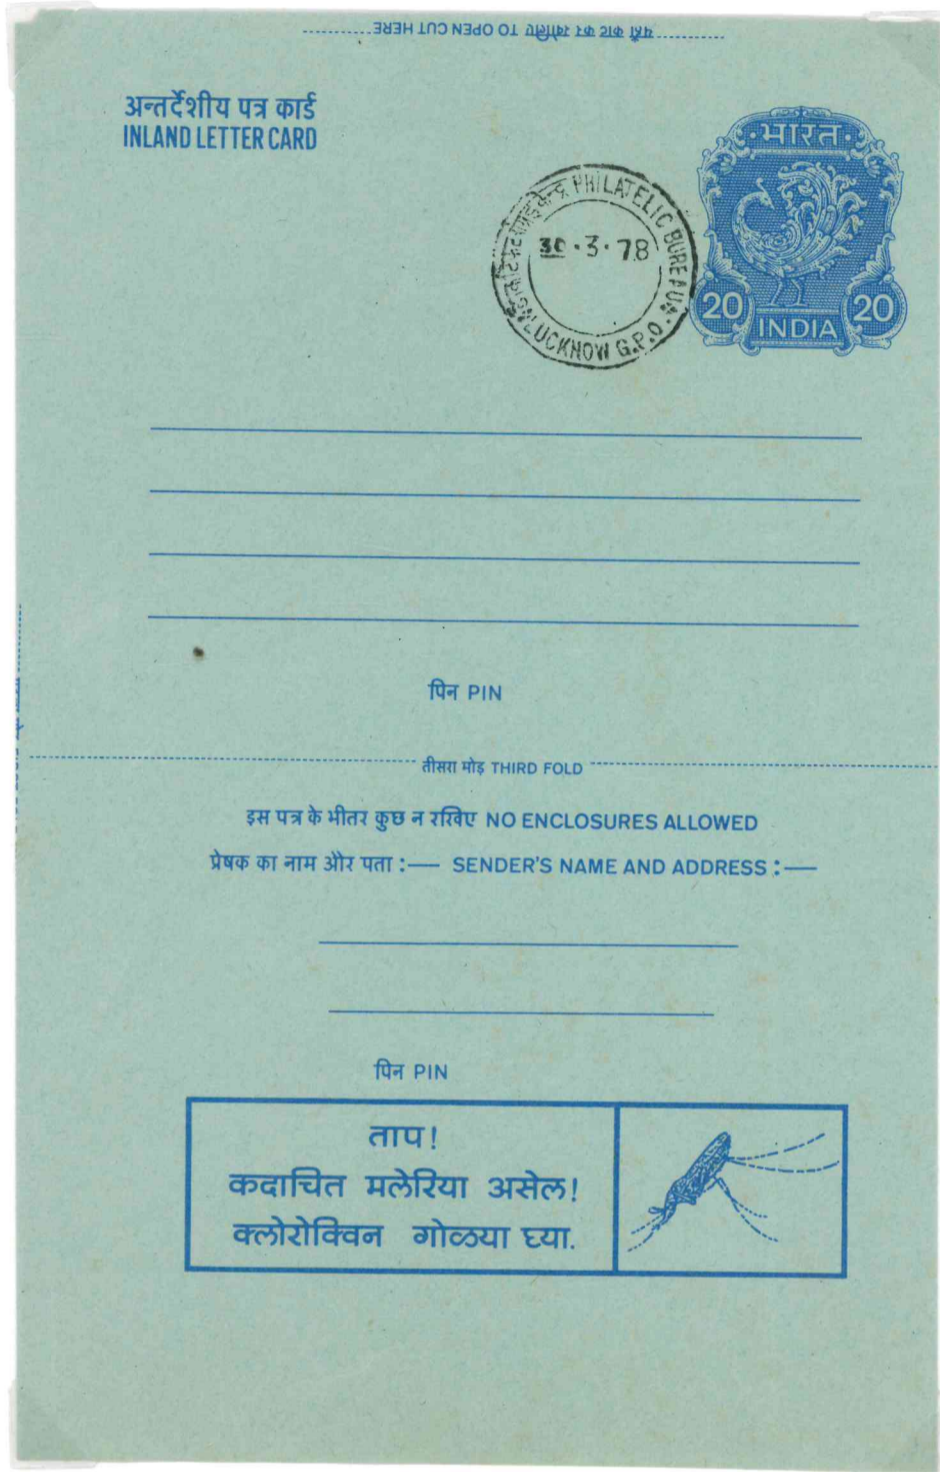 यहाँ काट कर खोलिए TO OPEN CUT HERE
अन्तर्देशीय पत्र कार्ड
INLAND LETTER CARD
भारत
20 20
INDIA
PHILATELIC BUREAU
30.3.78
LUCKNOW G.P.O.
पिन PIN
तीसरा मोड़ THIRD FOLD
इस पत्र के भीतर कुछ न रखिए NO ENCLOSURES ALLOWED
प्रेषक का नाम और पता :— SENDER'S NAME AND ADDRESS :—
पिन PIN
ताप!
कदाचित मलेरिया असेल!
क्लोरोक्विन गोळया घ्या.